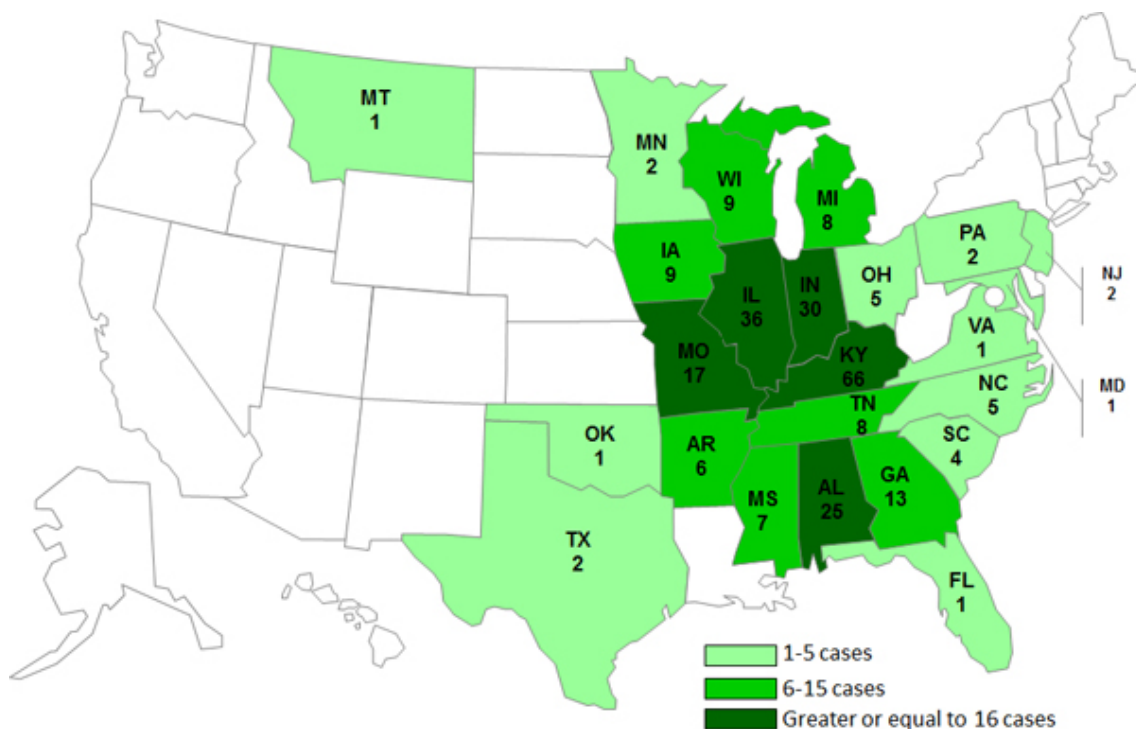 MT
1
MN
2
WI
9
MI
8
IA
9
IL
36
IN
30
OH
5
PA
2
NJ
2
MO
17
KY
66
VA
1
MD
1
NC
5
TN
8
SC
4
OK
1
AR
6
MS
7
AL
25
GA
13
TX
2
FL
1
1-5 cases
6-15 cases
Greater or equal to 16 cases